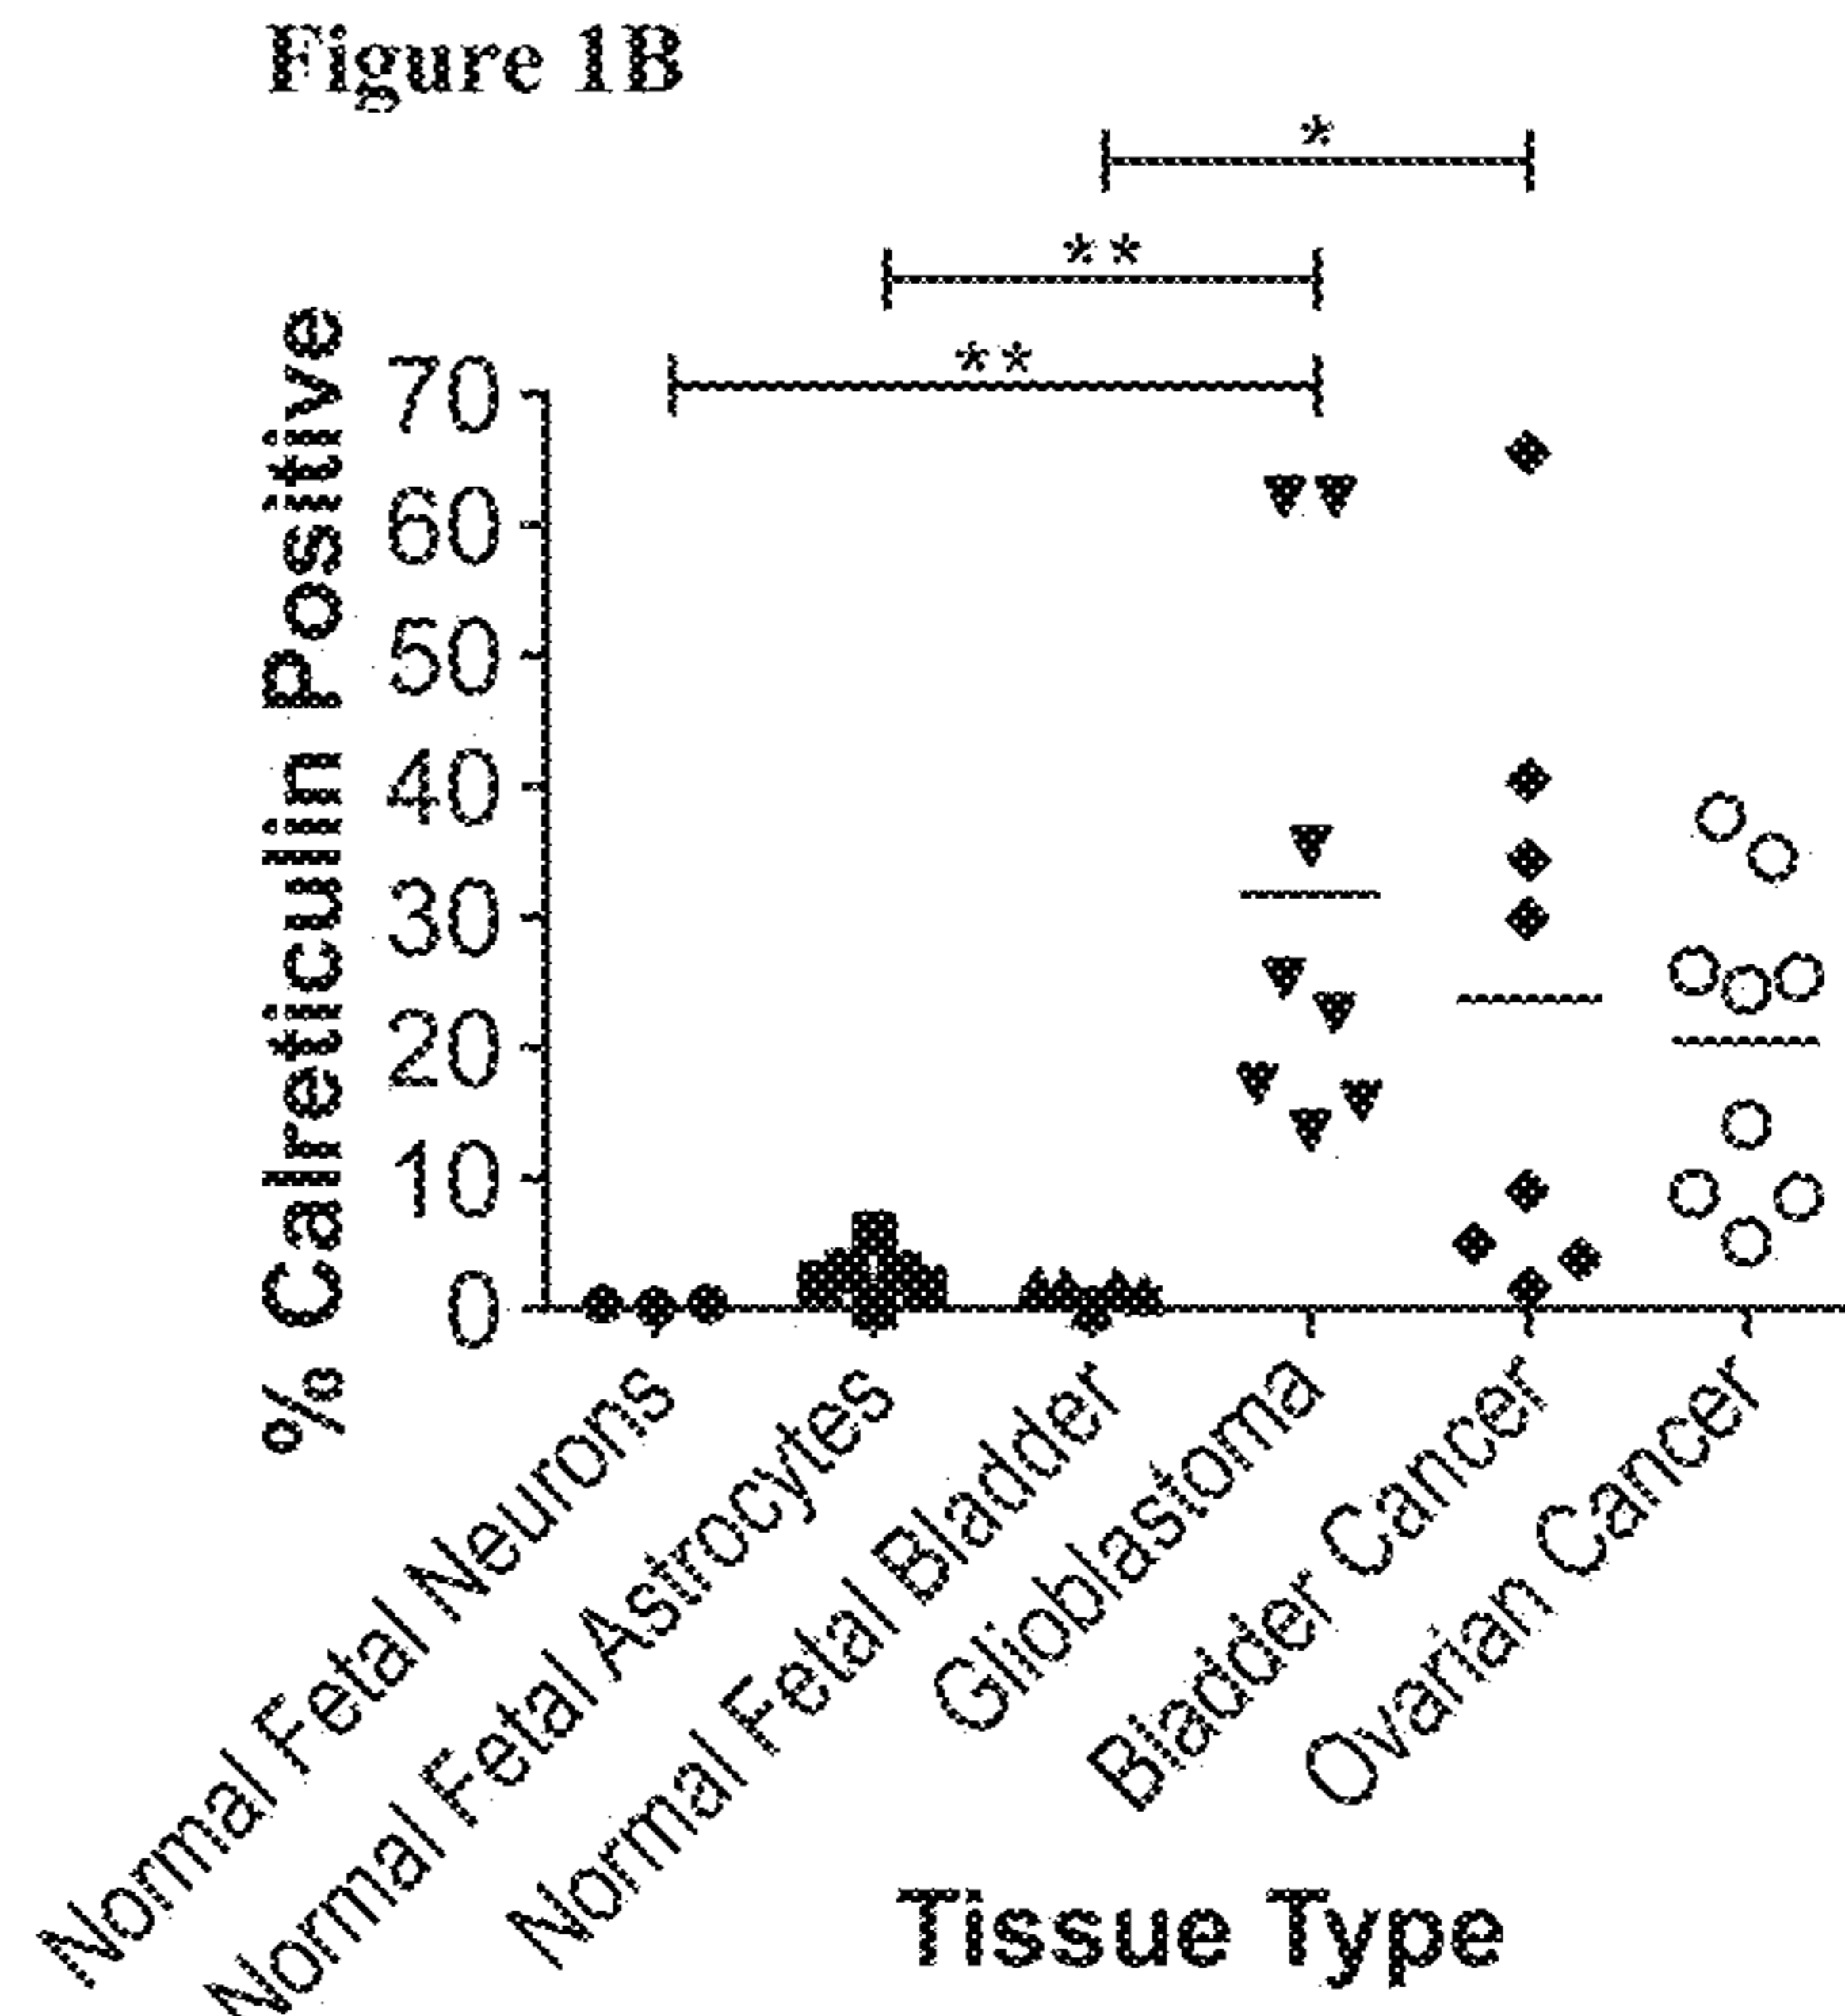 Figure 1B
*
**
**
% Calreticulin Positive
70
60
50
40
30
20
10
0
Normal Fetal Neurons
Normal Fetal Astrocytes
Normal Fetal Bladder
Glioblastoma
Bladder Cancer
Ovarian Cancer
Tissue Type